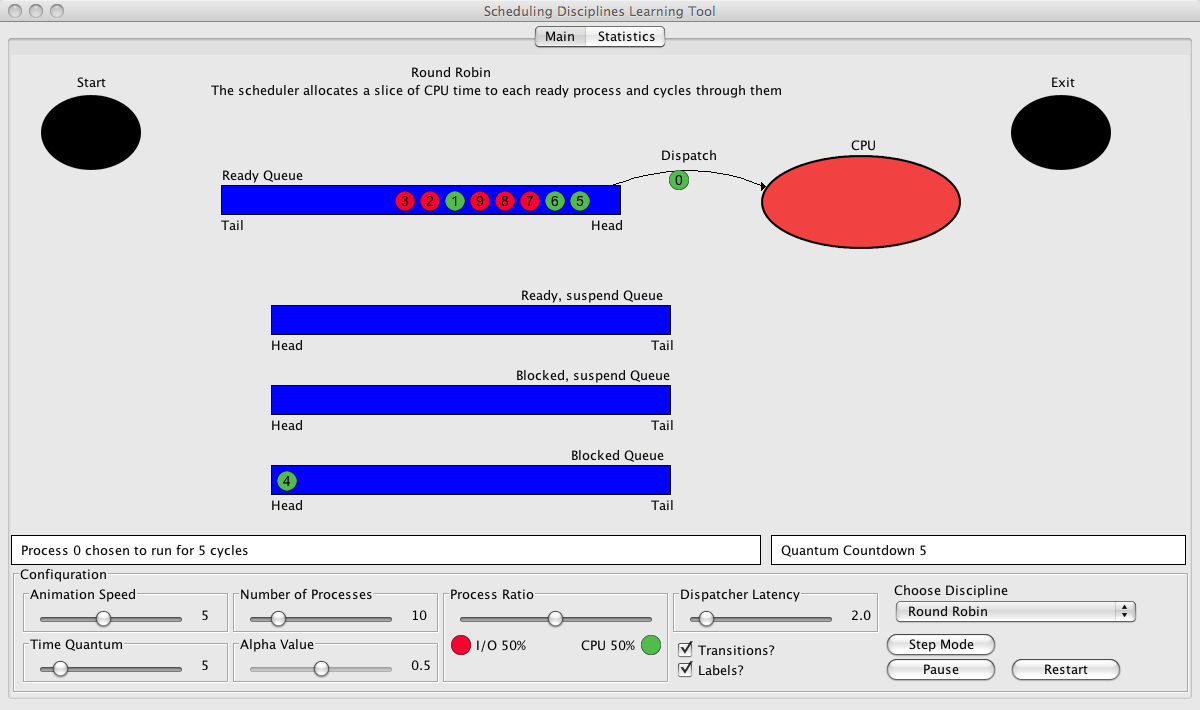 Scheduling Disciplines Learning Tool
Main Statistics
Round Robin
The scheduler allocates a slice of CPU time to each ready process and cycles through them
Start
Exit
Dispatch
CPU
0
Ready Queue
3 2 1 9 8 7 6 5
Tail Head
Ready, suspend Queue
Head Tail
Blocked, suspend Queue
Head Tail
Blocked Queue
4
Head Tail
Process 0 chosen to run for 5 cycles
Quantum Countdown 5
Configuration
Animation Speed
5
Number of Processes
10
Process Ratio
I/O 50% CPU 50%
Dispatcher Latency
2.0
Choose Discipline
Round Robin
Time Quantum
5
Alpha Value
0.5
Transitions?
Labels?
Step Mode
Pause Restart